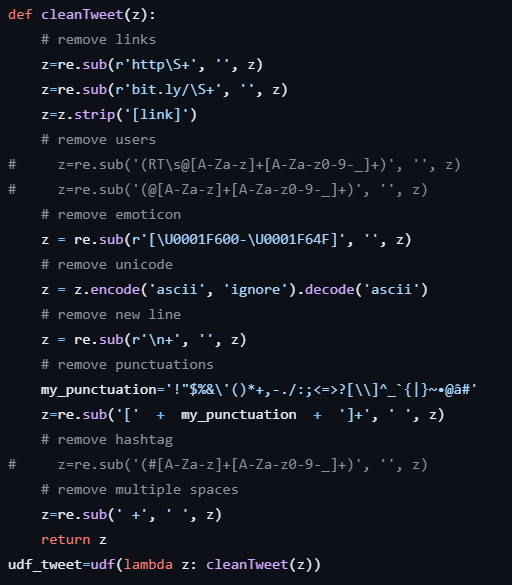 def cleanTweet(z):
    # remove links
    z=re.sub(r'http\S+', '', z)
    z=re.sub(r'bit.ly/\S+', '', z)
    z=z.strip('[link]')
    # remove users
#     z=re.sub('(RT\s@[A-Za-z]+[A-Za-z0-9-_]+)', '', z)
#     z=re.sub('(@[A-Za-z]+[A-Za-z0-9-_]+)', '', z)
    # remove emoticon
    z = re.sub(r'[\U0001F600-\U0001F64F]', '', z)
    # remove unicode
    z = z.encode('ascii', 'ignore').decode('ascii')
    # remove new line
    z = re.sub(r'\n+', '', z)
    # remove punctuations
    my_punctuation='!"$%&\'()*+,-./:;<=>?[\\]^_`{|}~•@â#'
    z=re.sub('['  +  my_punctuation  +  ']+', ' ', z)
    # remove hashtag
#     z=re.sub('(#[A-Za-z]+[A-Za-z0-9-_]+)', '', z)
    # remove multiple spaces
    z=re.sub(' +', ' ', z)
    return z
udf_tweet=udf(lambda z: cleanTweet(z))